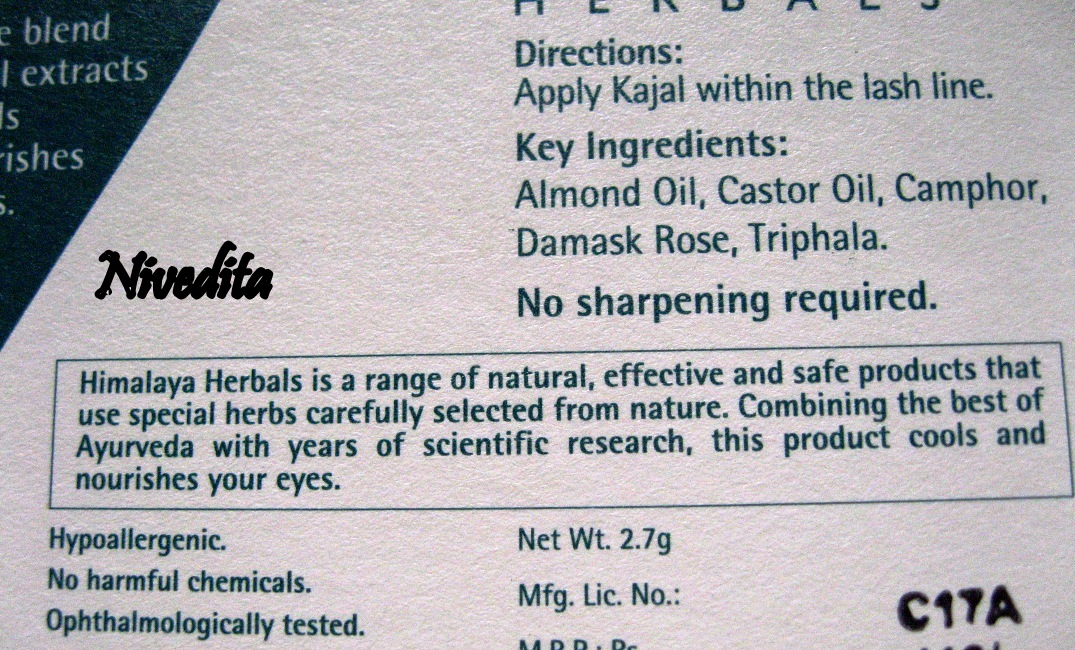 e blend
l extracts
ls
rishes
s.
HERBALS
Directions:
Apply Kajal within the lash line.
Key Ingredients:
Almond Oil, Castor Oil, Camphor,
Damask Rose, Triphala.
No sharpening required.
Nivedita
Himalaya Herbals is a range of natural, effective and safe products that
use special herbs carefully selected from nature. Combining the best of
Ayurveda with years of scientific research, this product cools and
nourishes your eyes.
Hypoallergenic.
No harmful chemicals.
Ophthalmologically tested.
Net Wt. 2.7g
Mfg. Lic. No.:
C17A
M.R.P.: Rs.